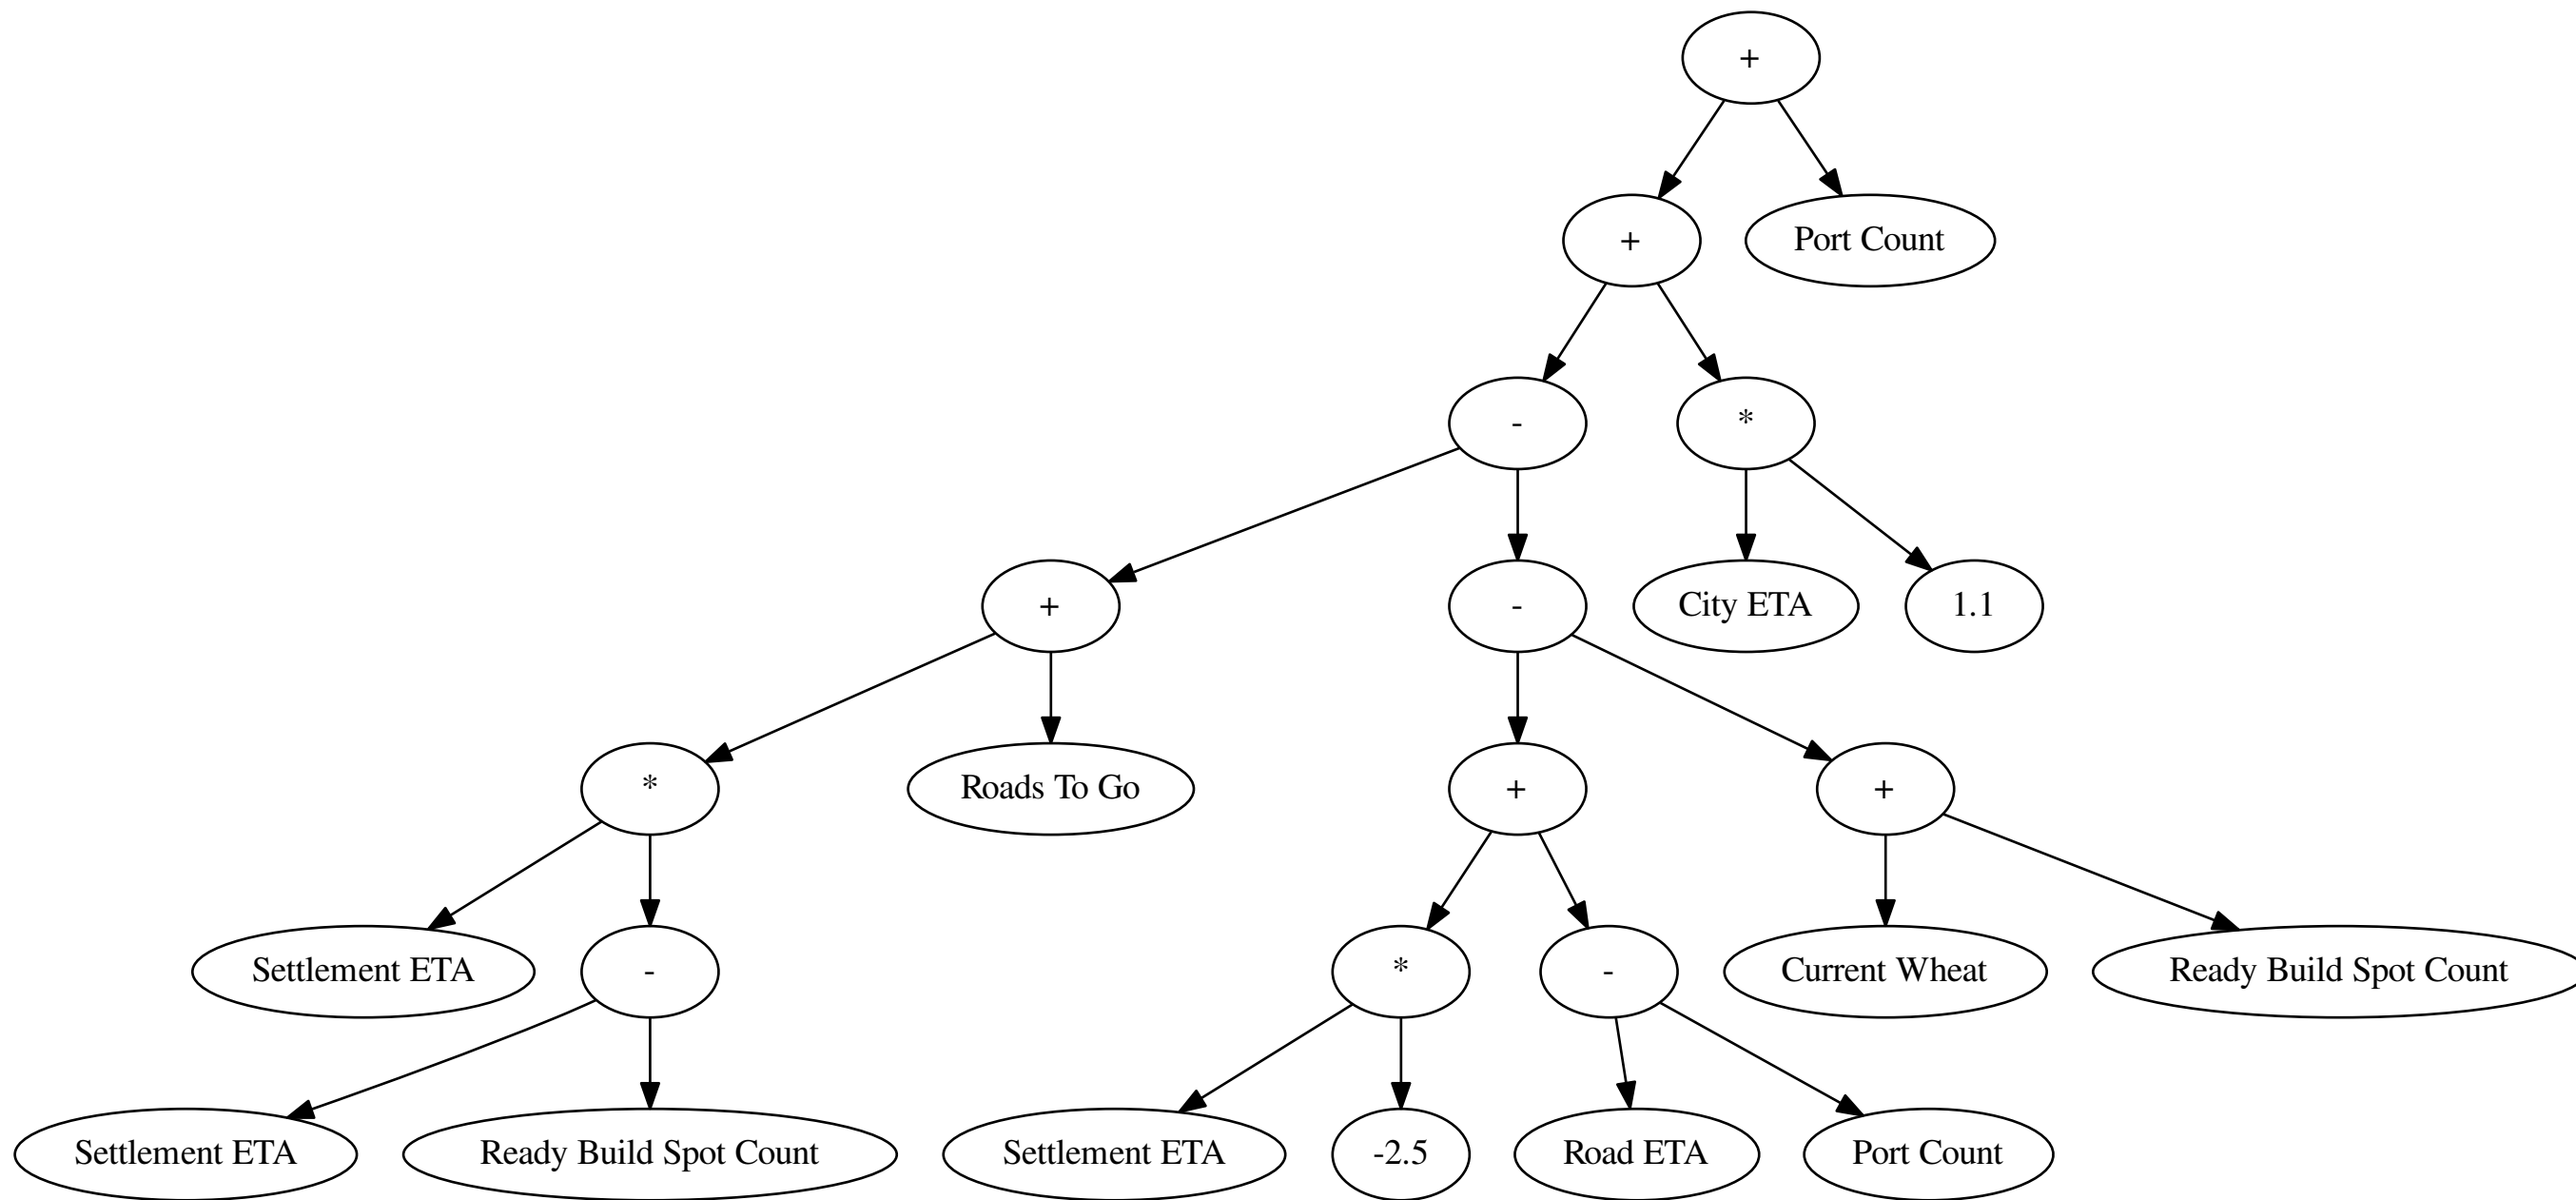 +
+
Port Count
-
*
+
-
City ETA
1.1
*
Roads To Go
+
+
Settlement ETA
-
*
-
Current Wheat
Ready Build Spot Count
Settlement ETA
Ready Build Spot Count
Settlement ETA
-2.5
Road ETA
Port Count